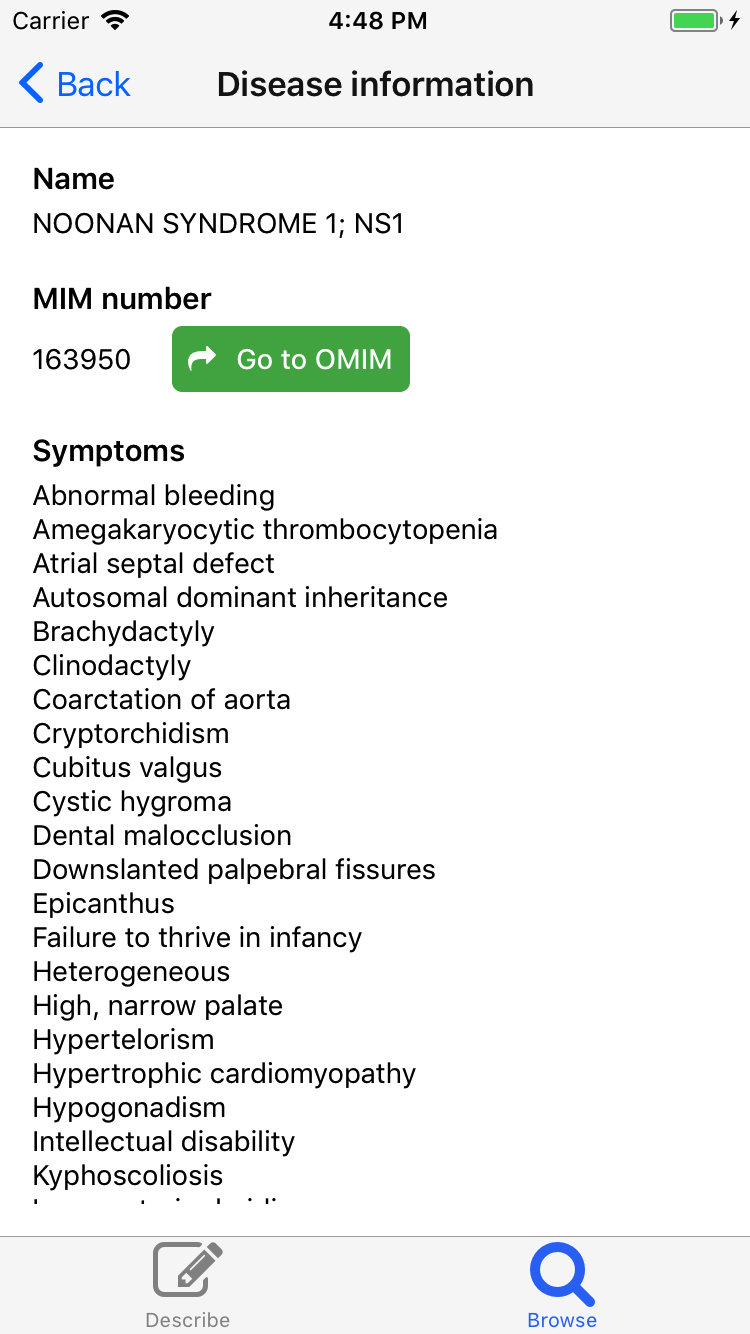 Carrier 4:48 PM
Back Disease information
Name
NOONAN SYNDROME 1; NS1
MIM number
163950 Go to OMIM
Symptoms
Abnormal bleeding
Amegakaryocytic thrombocytopenia
Atrial septal defect
Autosomal dominant inheritance
Brachydactyly
Clinodactyly
Coarctation of aorta
Cryptorchidism
Cubitus valgus
Cystic hygroma
Dental malocclusion
Downslanted palpebral fissures
Epicanthus
Failure to thrive in infancy
Heterogeneous
High, narrow palate
Hypertelorism
Hypertrophic cardiomyopathy
Hypogonadism
Intellectual disability
Kyphoscoliosis
Describe Browse